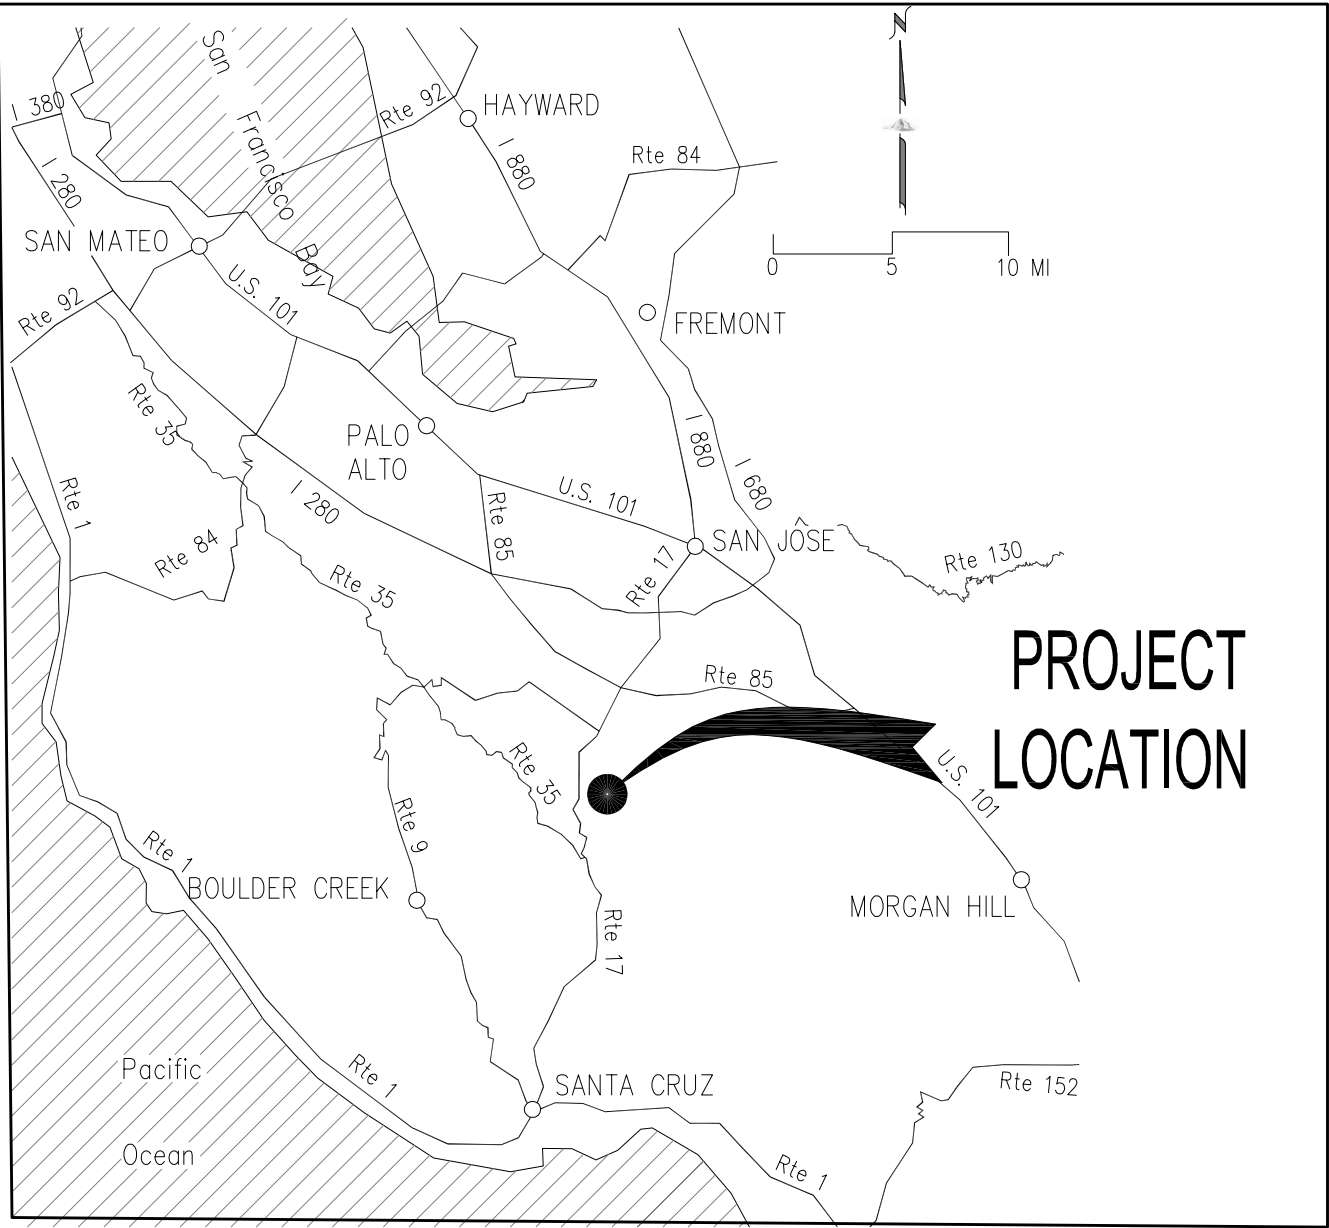 N
San
Francisco
Bay
I 380
Rte 92
HAYWARD
I 880
Rte 84
I 280
SAN MATEO
0 5 10 MI
U.S. 101
Rte 92
FREMONT
Rte 35
PALO
ALTO
I 880
I 680
Rte 1
I 280
U.S. 101
Rte 85
SAN JÔSE
Rte 84
Rte 17
Rte 130
Rte 35
PROJECT
LOCATION
Rte 85
Rte 35
U.S. 101
Rte 9
Rte 1
BOULDER CREEK
MORGAN HILL
Rte 17
Pacific
Ocean
Rte 1
SANTA CRUZ
Rte 152
Rte 1